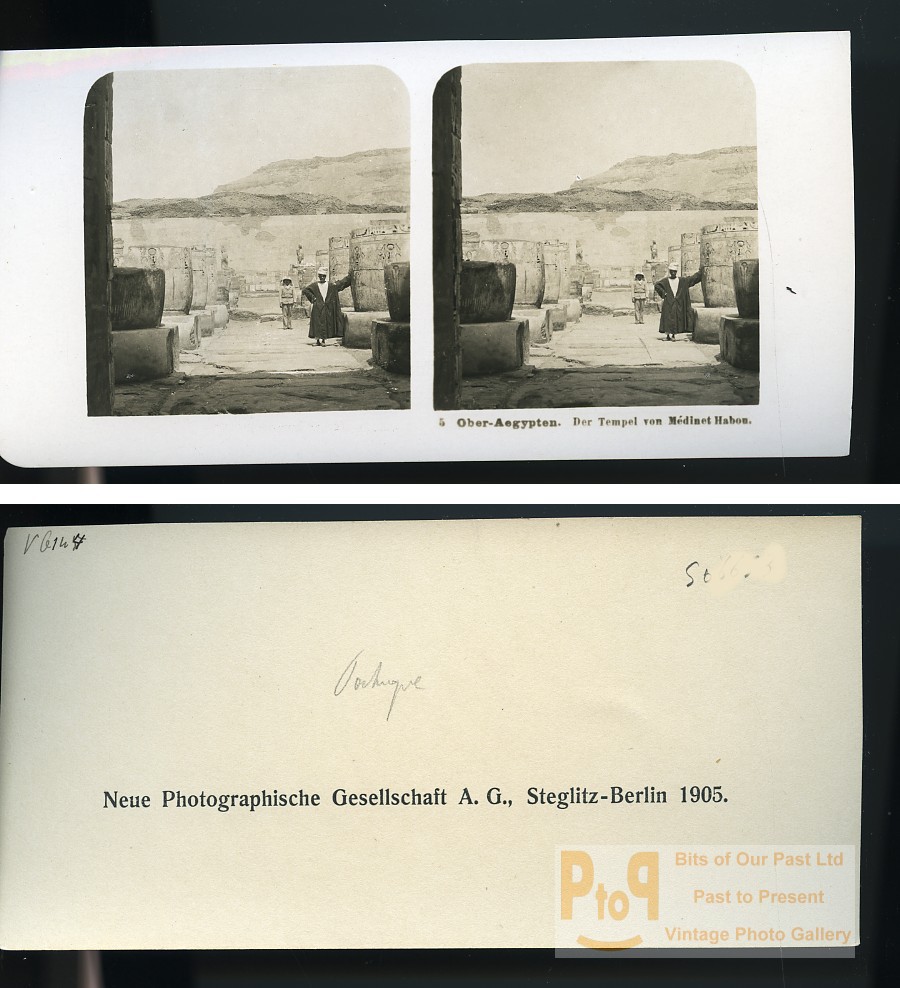 5 Ober-Aegypten. Der Tempel von Médinet Habou.
Neue Photographische Gesellschaft A. G., Steglitz-Berlin 1905.
PtoP
Bits of Our Past Ltd
Past to Present
Vintage Photo Gallery